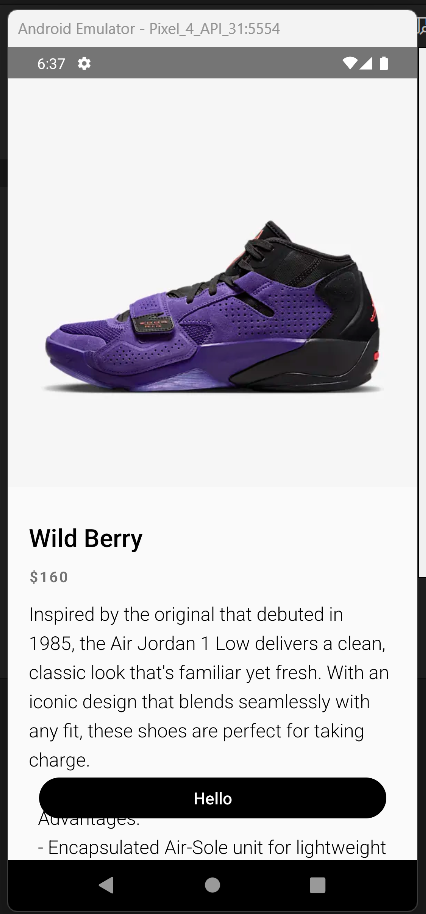 Android Emulator - Pixel_4_API_31:5554
6:37
Wild Berry
$160
Inspired by the original that debuted in
1985, the Air Jordan 1 Low delivers a clean,
classic look that's familiar yet fresh. With an
iconic design that blends seamlessly with
any fit, these shoes are perfect for taking
charge.
Hello
Advantages:
- Encapsulated Air-Sole unit for lightweight